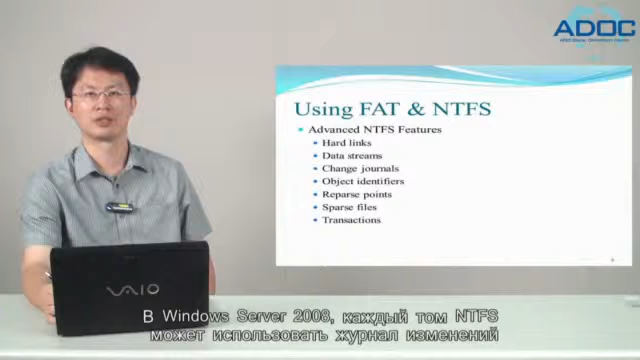 ADOC
Using FAT & NTFS
Advanced NTFS Features
Hard links
Data streams
Change journals
Object identifiers
Reparse points
Sparse files
Transactions
VAIO
В Windows Server 2008, каждый том NTFS
может использовать журнал изменений